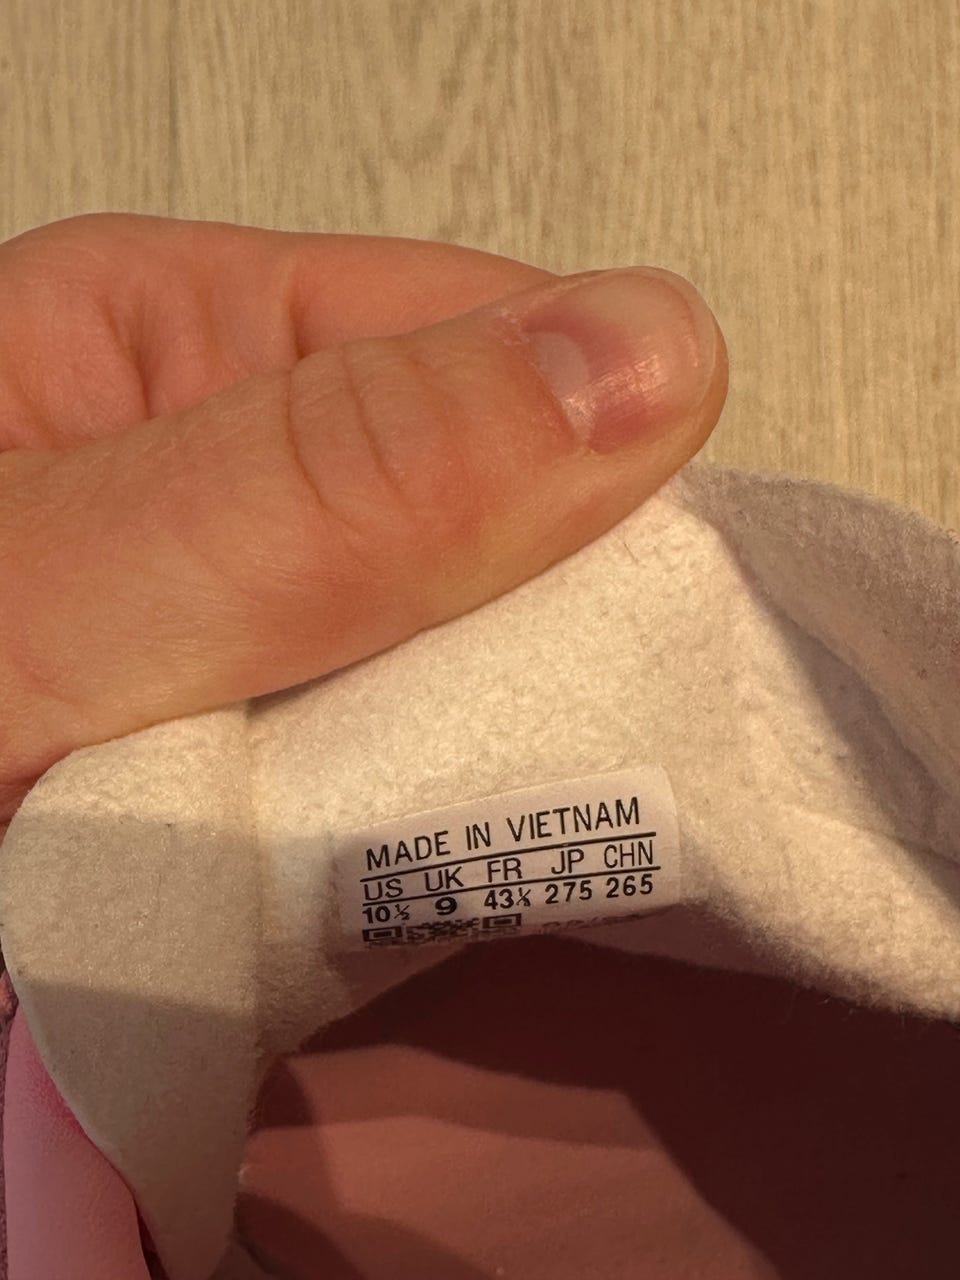 MADE IN VIETNAM
US UK FR JP CHN
10½ 9 43⅓ 275 265